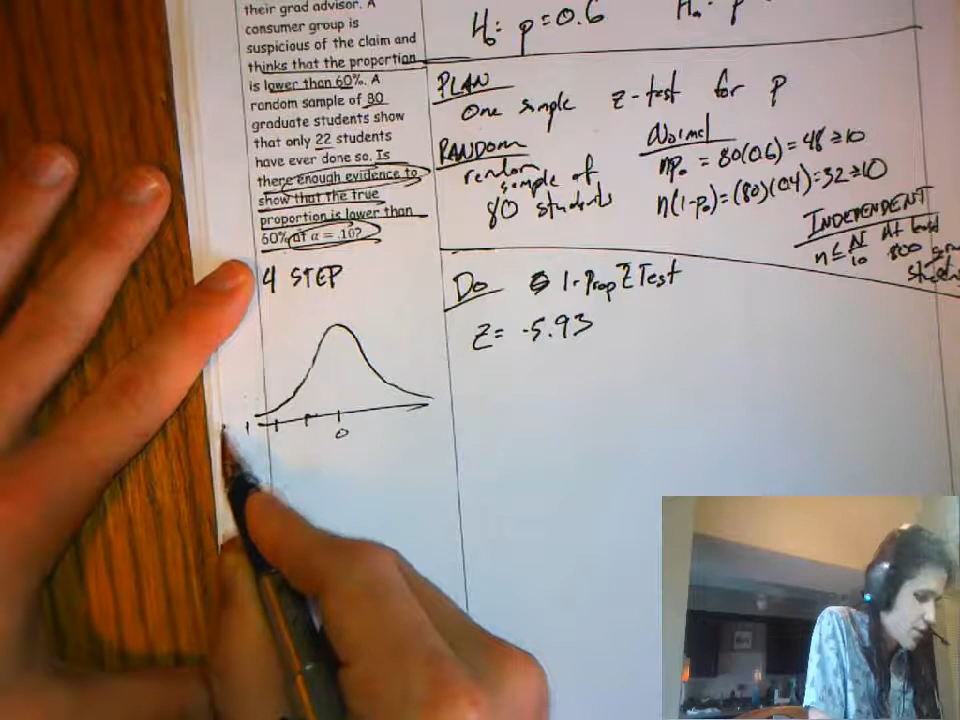 their grad advisor. A
consumer group is
suspicious of the claim and
thinks that the proportion
is lower than 60%. A
random sample of 80
graduate students show
that only 22 students
have ever done so. Is
there enough evidence to
show that the true
proportion is lower than
60% at α = .10?
4 STEP
0
H₀: p = 0.6
Hₐ: p
PLAN
One sample z-test for p
RANDOM
random
sample of
80 students
Normal
np₀ = 80(0.6) = 48 ≥ 10
n(1-p₀) = (80)(0.4) = 32 ≥ 10
INDEPENDENT
n ≤ 1/10 At least
800
Do 1-PropZTest
Z = -5.93